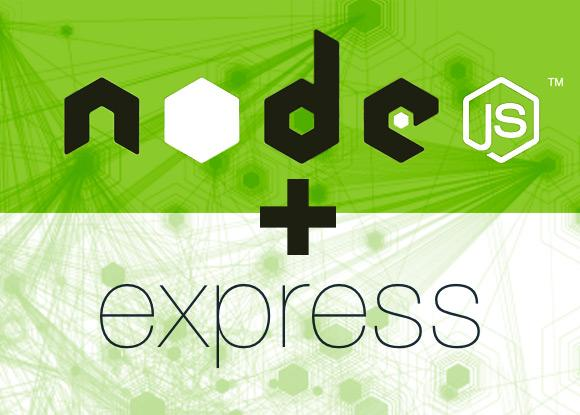 node JS ™
+
express